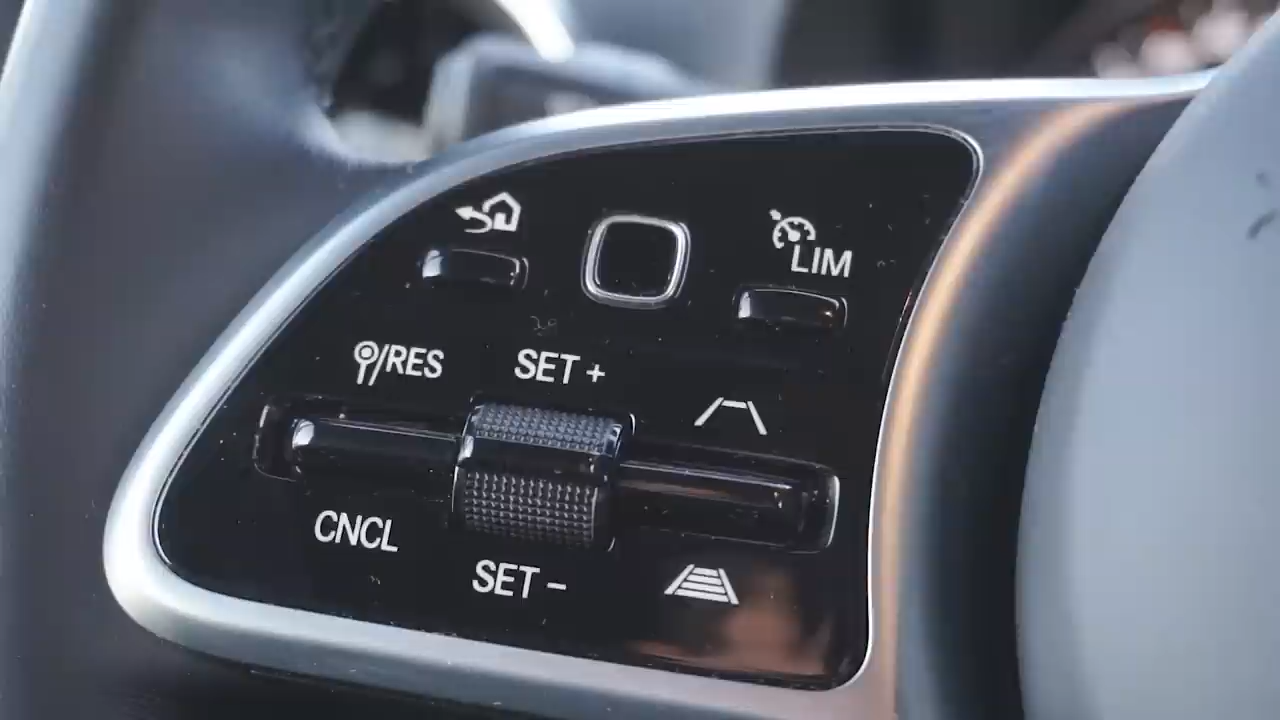 LIM
/RES
SET +
CNCL
SET -